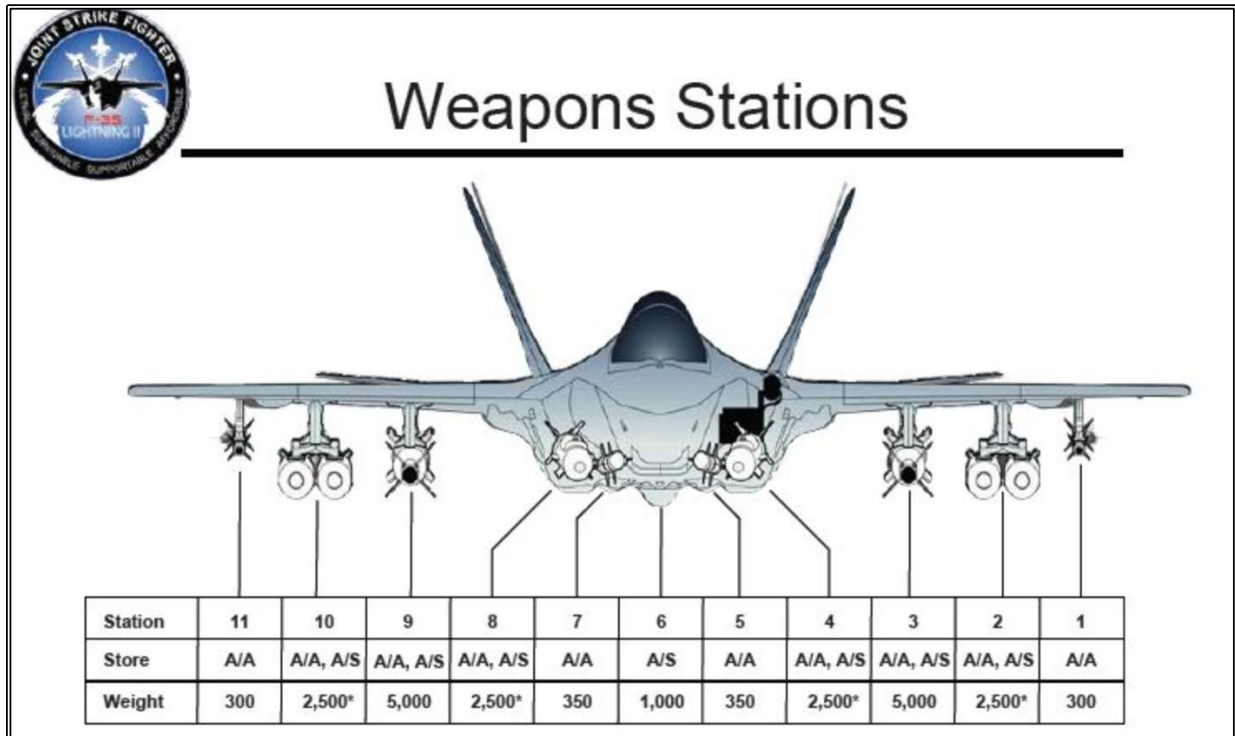 JOINT STRIKE FIGHTER
F-35
LIGHTNING II
LETHAL SURVIVABLE SUPPORTABLE AFFORDABLE
Weapons Stations
Station 11 10 9 8 7 6 5 4 3 2 1
Store A/A A/A, A/S A/A, A/S A/A, A/S A/A A/S A/A A/A, A/S A/A, A/S A/A, A/S A/A
Weight 300 2,500* 5,000 2,500* 350 1,000 350 2,500* 5,000 2,500* 300